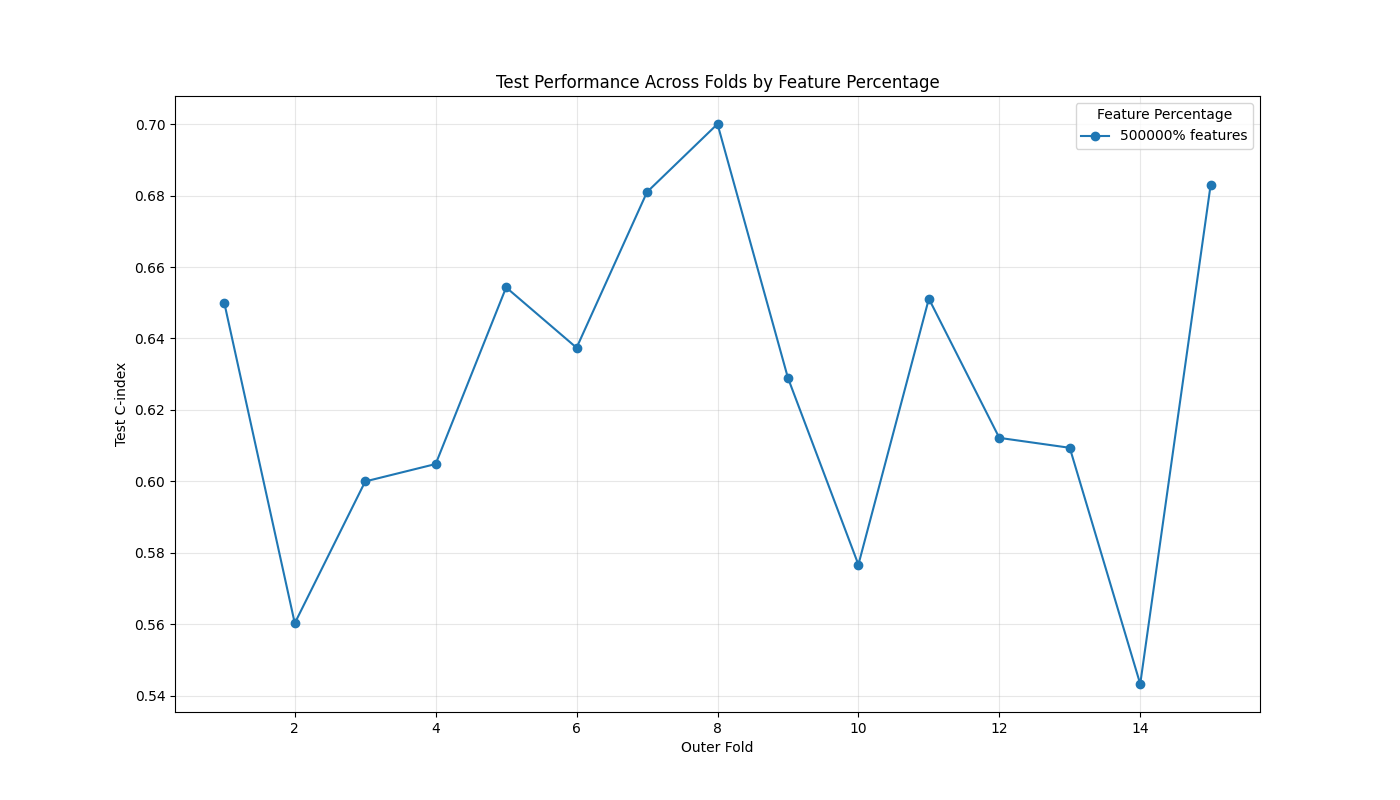 Test Performance Across Folds by Feature Percentage
Feature Percentage
500000% features
0.70
0.68
0.66
0.64
0.62
0.60
0.58
0.56
0.54
Test C-index
2 4 6 8 10 12 14
Outer Fold